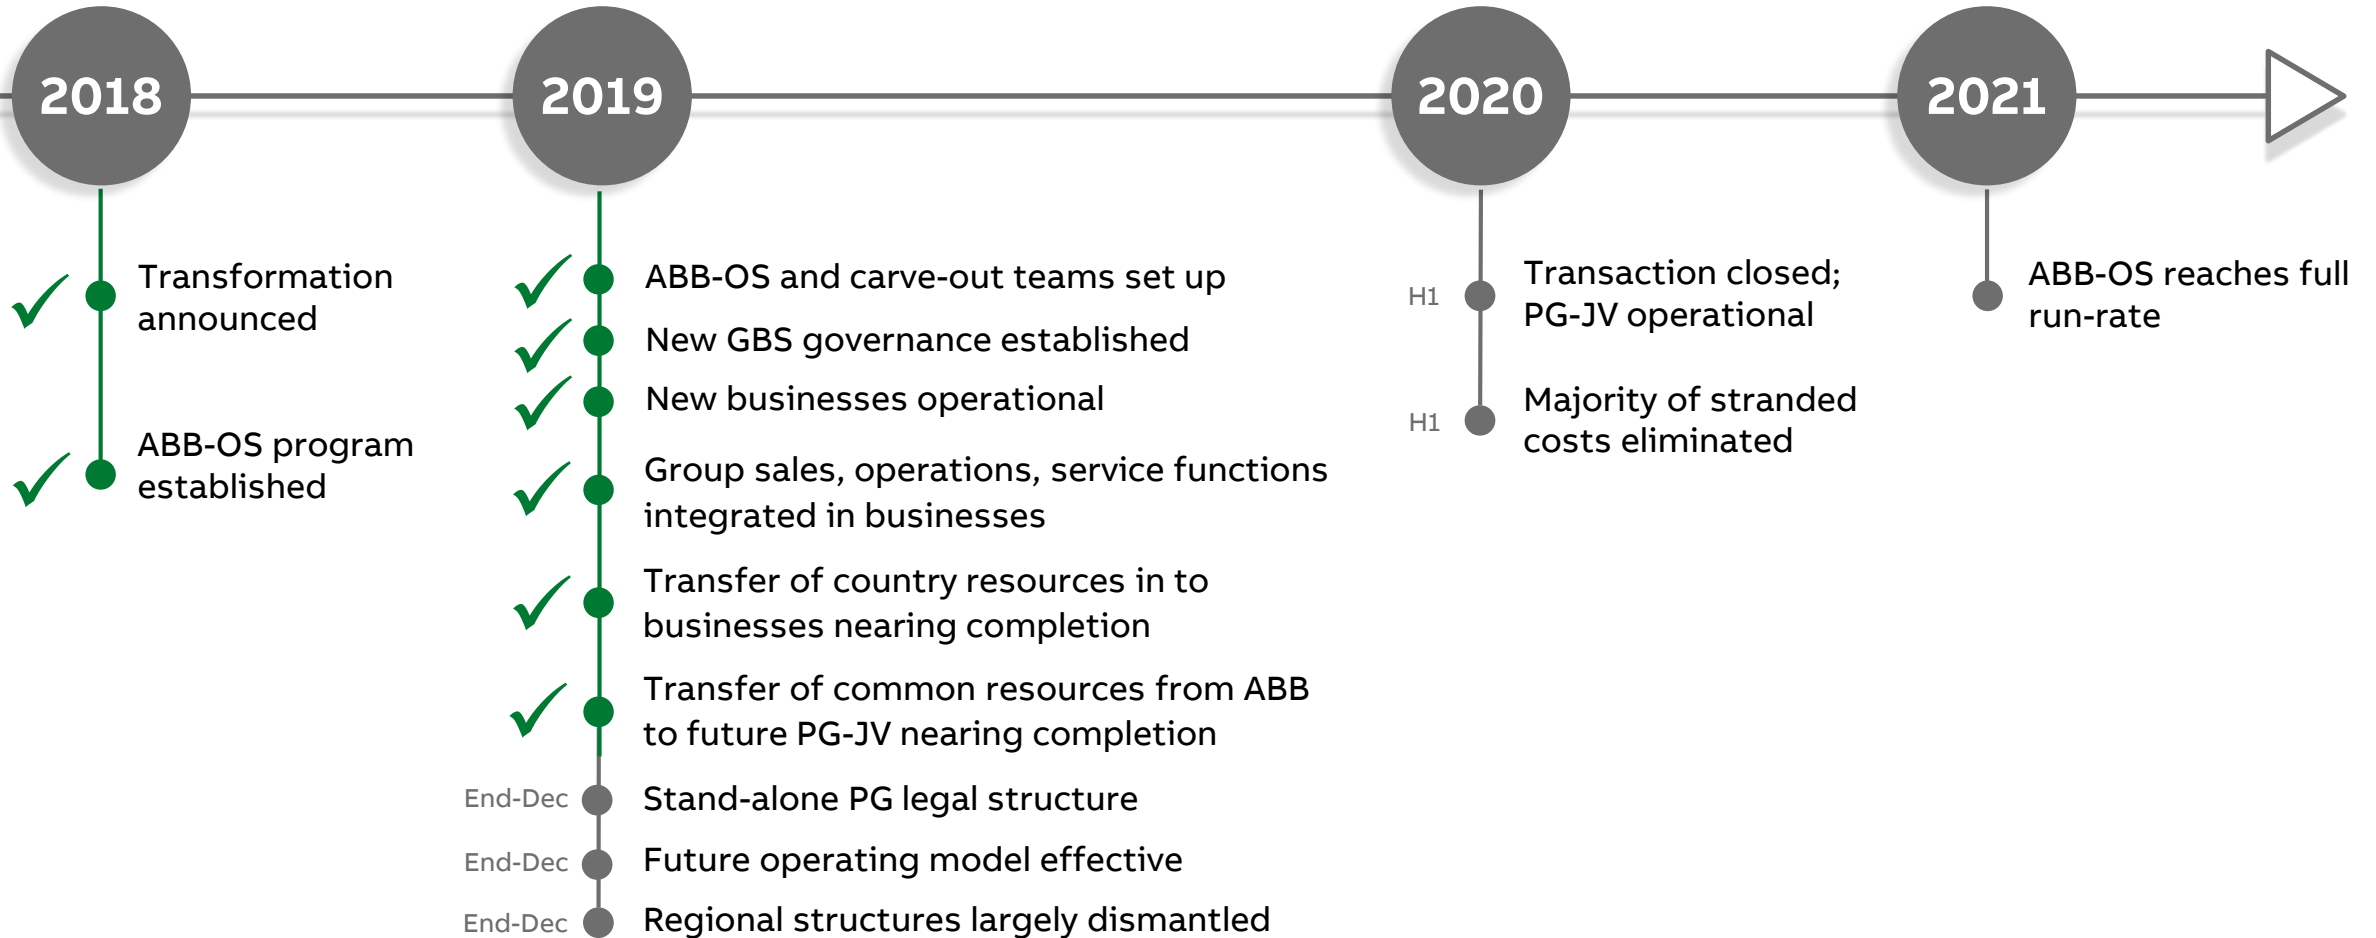 2018
Transformation
announced
ABB-OS program
established
2019
ABB-OS and carve-out teams set up
New GBS governance established
New businesses operational
Group sales, operations, service functions
integrated in businesses
Transfer of country resources in to
businesses nearing completion
Transfer of common resources from ABB
to future PG-JV nearing completion
End-Dec Stand-alone PG legal structure
End-Dec Future operating model effective
End-Dec Regional structures largely dismantled
2020
H1 Transaction closed;
PG-JV operational
H1 Majority of stranded
costs eliminated
2021
ABB-OS reaches full
run-rate